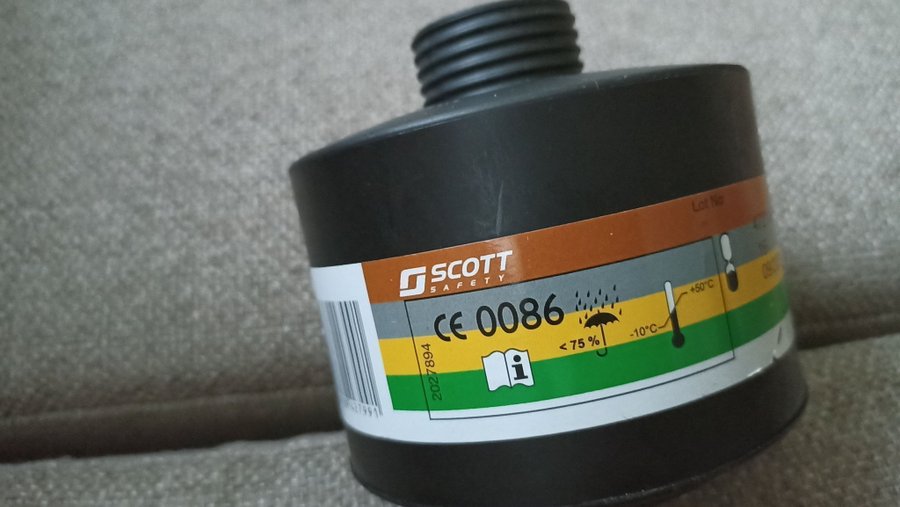 Lot No
SCOTT
SAFETY
CE 0086
< 75 %
-10°C
+50°C
2027894
i